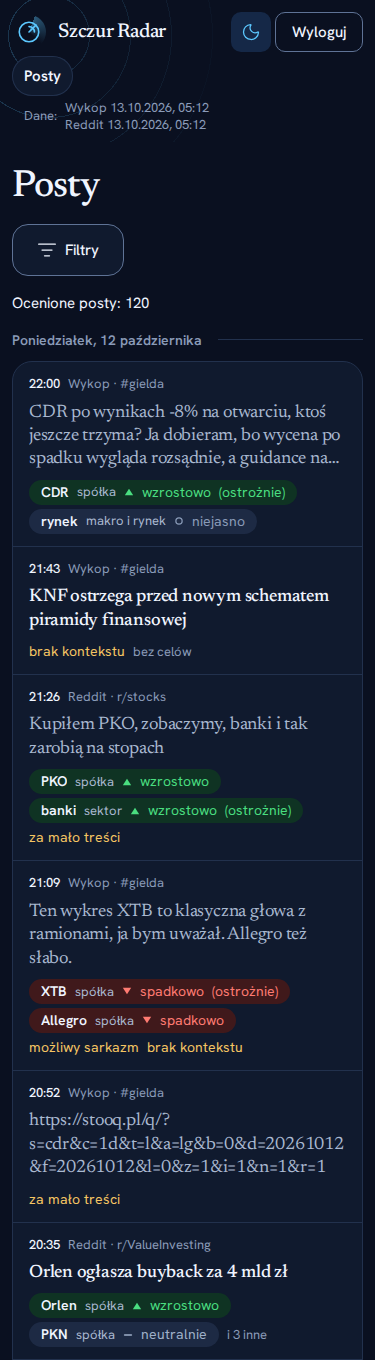 Szczur Radar
Wyloguj
Posty
Dane:
Wykop 13.10.2026, 05:12
Reddit 13.10.2026, 05:12
Posty
Filtry
Ocenione posty: 120
Poniedziałek, 12 października
22:00 Wykop · #gielda
CDR po wynikach -8% na otwarciu, ktoś
jeszcze trzyma? Ja dobieram, bo wycena po
spadku wygląda rozsądnie, a guidance na...
CDR spółka ▲ wzrostowo (ostrożnie)
rynek makro i rynek ○ niejasno
21:43 Wykop · #gielda
KNF ostrzega przed nowym schematem
piramidy finansowej
brak kontekstu bez celów
21:26 Reddit · r/stocks
Kupiłem PKO, zobaczymy, banki i tak
zarobią na stopach
PKO spółka ▲ wzrostowo
banki sektor ▲ wzrostowo (ostrożnie)
za mało treści
21:09 Wykop · #gielda
Ten wykres XTB to klasyczna głowa z
ramionami, ja bym uważał. Allegro też
słabo.
XTB spółka ▼ spadkowo (ostrożnie)
Allegro spółka ▼ spadkowo
możliwy sarkazm brak kontekstu
20:52 Wykop · #gielda
https://stooq.pl/q/?
s=cdr&c=1d&t=l&a=lg&b=0&d=20261012
&f=20261012&l=0&z=1&i=1&n=1&r=1
za mało treści
20:35 Reddit · r/ValueInvesting
Orlen ogłasza buyback za 4 mld zł
Orlen spółka ▲ wzrostowo
PKN spółka — neutralnie i 3 inne